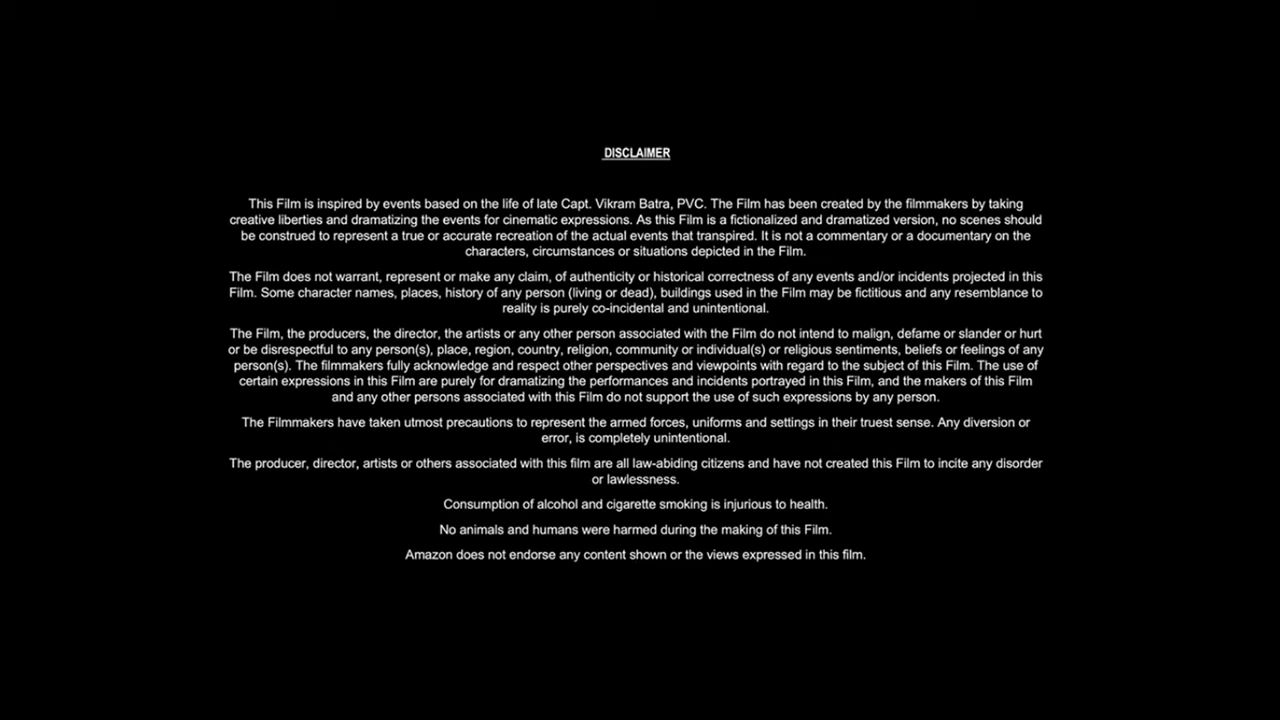 DISCLAIMER
This Film is inspired by events based on the life of late Capt. Vikram Batra, PVC. The Film has been created by the filmmakers by taking
creative liberties and dramatizing the events for cinematic expressions. As this Film is a fictionalized and dramatized version, no scenes should
be construed to represent a true or accurate recreation of the actual events that transpired. It is not a commentary or a documentary on the
characters, circumstances or situations depicted in the Film.
The Film does not warrant, represent or make any claim, of authenticity or historical correctness of any events and/or incidents projected in this
Film. Some character names, places, history of any person (living or dead), buildings used in the Film may be fictitious and any resemblance to
reality is purely co-incidental and unintentional.
The Film, the producers, the director, the artists or any other person associated with the Film do not intend to malign, defame or slander or hurt
or be disrespectful to any person(s), place, region, country, religion, community or individual(s) or religious sentiments, beliefs or feelings of any
person(s). The filmmakers fully acknowledge and respect other perspectives and viewpoints with regard to the subject of this Film. The use of
certain expressions in this Film are purely for dramatizing the performances and incidents portrayed in this Film, and the makers of this Film
and any other persons associated with this Film do not support the use of such expressions by any person.
The Filmmakers have taken utmost precautions to represent the armed forces, uniforms and settings in their truest sense. Any diversion or
error, is completely unintentional.
The producer, director, artists or others associated with this film are all law-abiding citizens and have not created this Film to incite any disorder
or lawlessness.
Consumption of alcohol and cigarette smoking is injurious to health.
No animals and humans were harmed during the making of this Film.
Amazon does not endorse any content shown or the views expressed in this film.